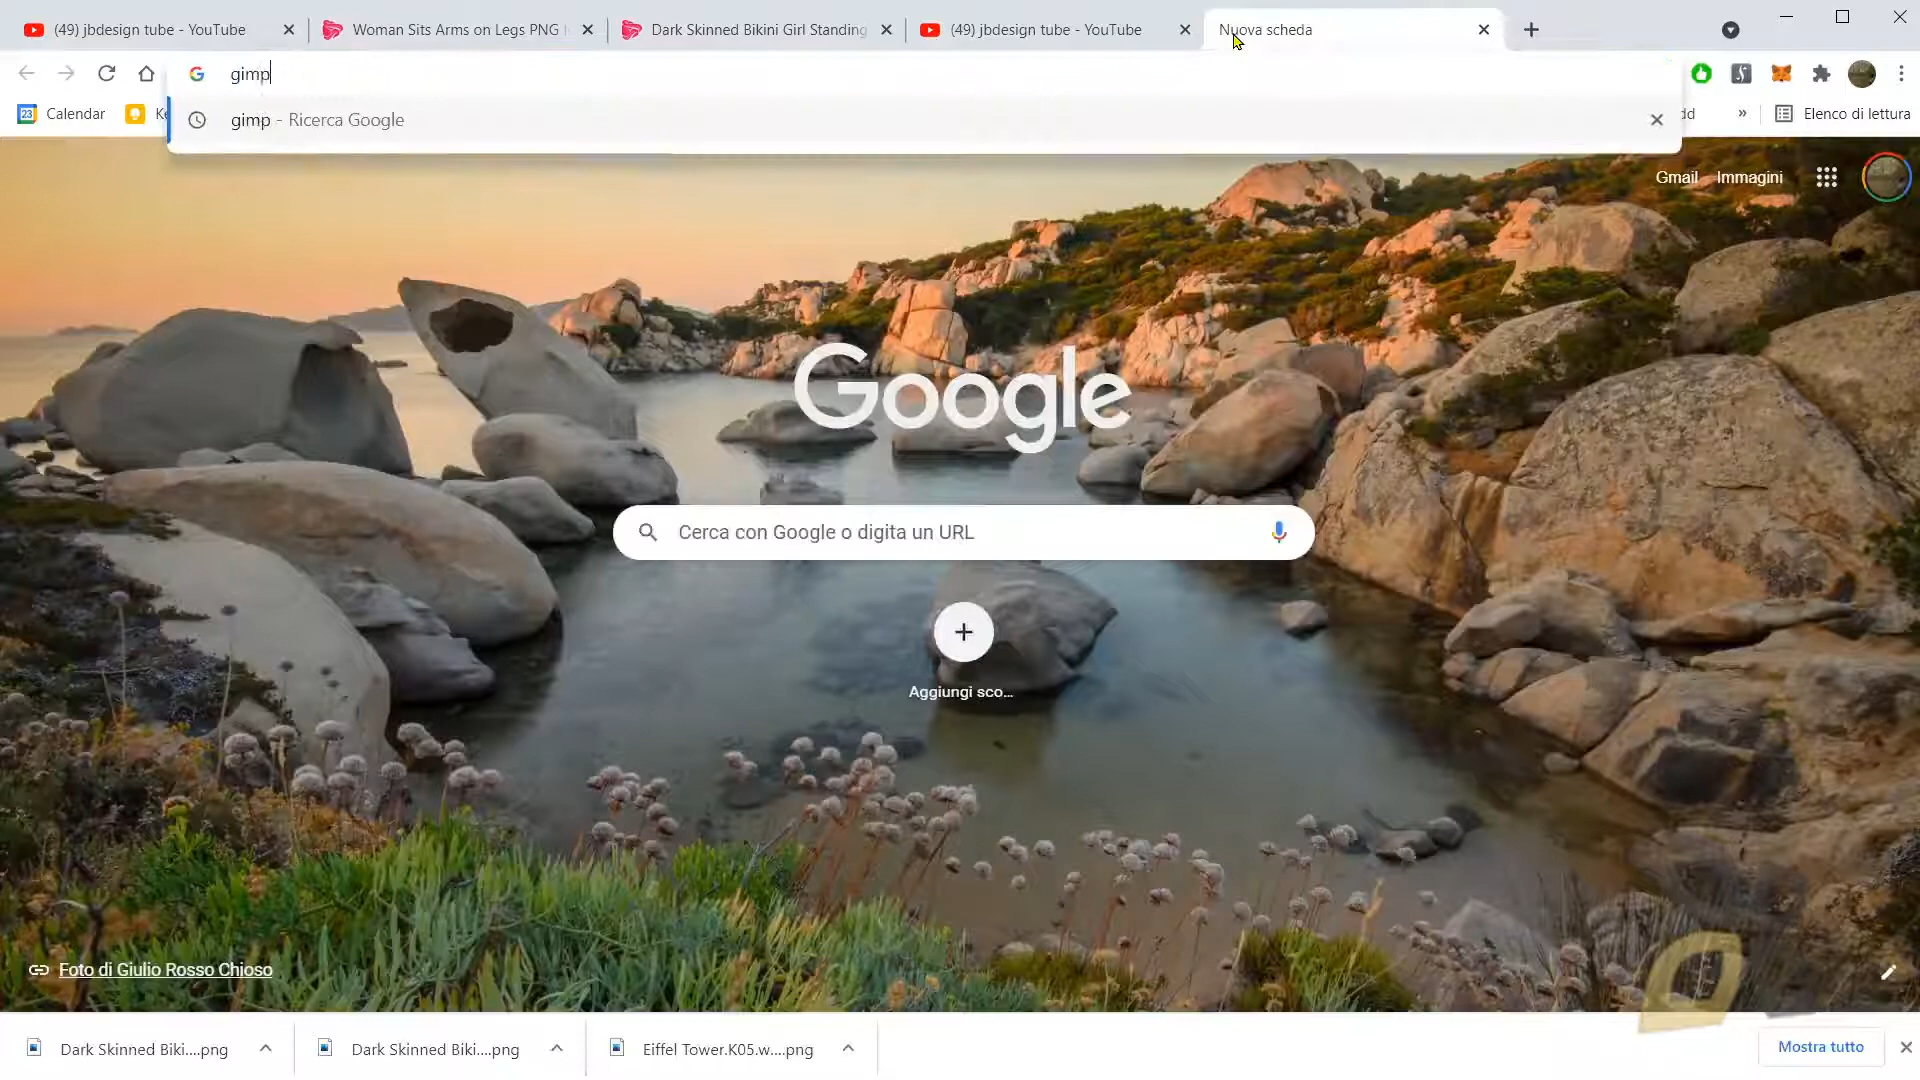 (49) jbdesign tube - YouTube
Woman Sits Arms on Legs PNG I
Dark Skinned Bikini Girl Standing
(49) jbdesign tube - YouTube
Nuova scheda
gimp
23 Calendar
Ke
gimp - Ricerca Google
dd
»
Elenco di lettura
Gmail
Immagini
Google
Cerca con Google o digita un URL
Aggiungi sco...
Foto di Giulio Rosso Chioso
Dark Skinned Biki....png
Dark Skinned Biki....png
Eiffel Tower.K05.w....png
Mostra tutto